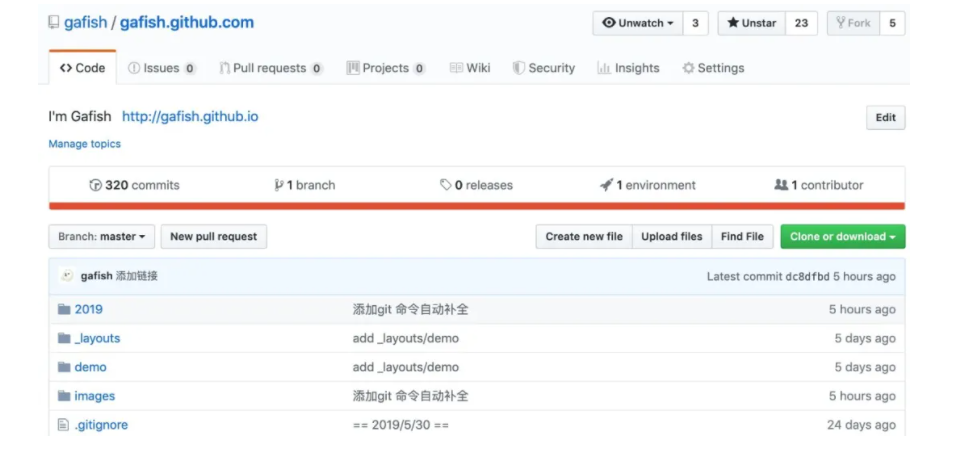 gafish / gafish.github.com Unwatch 3 Unstar 23 Fork 5
Code Issues 0 Pull requests 0 Projects 0 Wiki Security Insights Settings
I'm Gafish http://gafish.github.io Edit
Manage topics
320 commits 1 branch 0 releases 1 environment 1 contributor
Branch: master New pull request Create new file Upload files Find File Clone or download
gafish 添加链接 Latest commit dc8dfbd 5 hours ago
2019 添加git 命令自动补全 5 hours ago
_layouts add _layouts/demo 5 days ago
demo add _layouts/demo 5 days ago
images 添加git 命令自动补全 5 hours ago
.gitignore == 2019/5/30 == 24 days ago